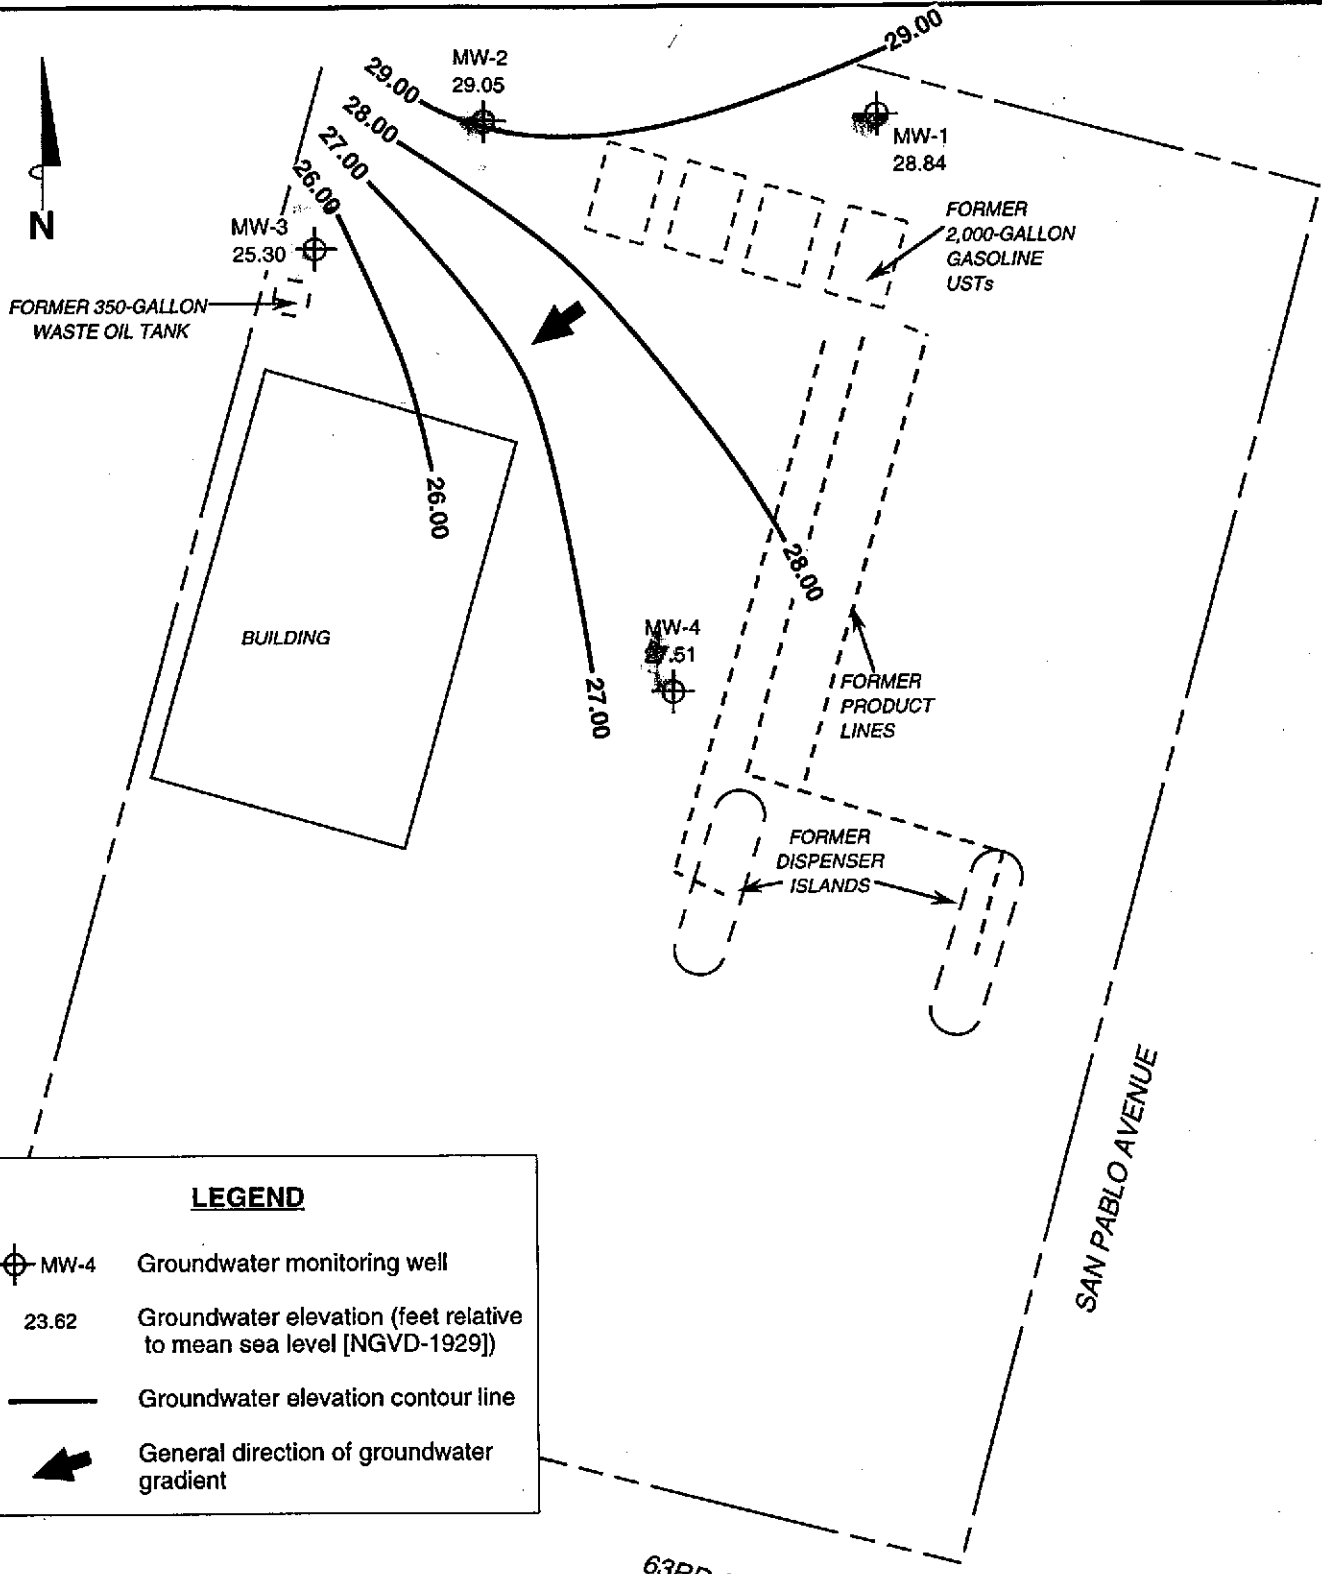 29.00
MW-2
29.05
29.00
28.00
27.00
26.00
MW-1
28.84
N
MW-3
25.30
FORMER 350-GALLON
WASTE OIL TANK
FORMER
2,000-GALLON
GASOLINE
USTs
26.00
28.00
BUILDING
MW-4
27.51
27.00
FORMER
PRODUCT
LINES
FORMER
DISPENSER
ISLANDS
SAN PABLO AVENUE
LEGEND
MW-4 Groundwater monitoring well
23.62 Groundwater elevation (feet relative
to mean sea level [NGVD-1929])
Groundwater elevation contour line
General direction of groundwater
gradient